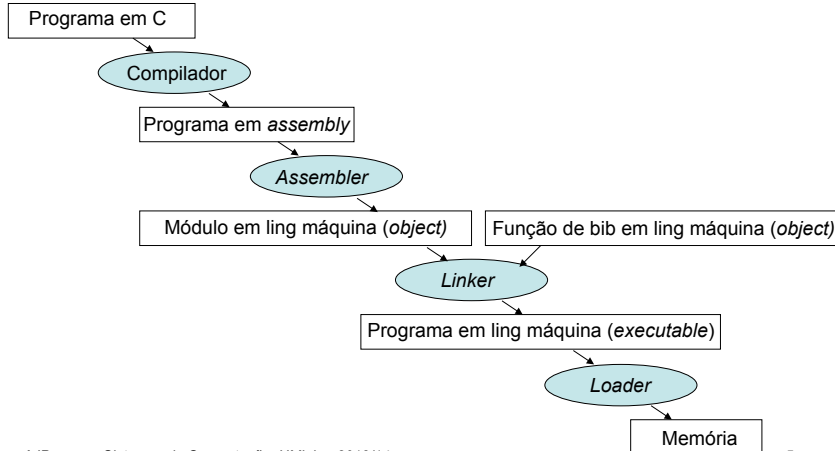 Programa em C
Compilador
Programa em assembly
Assembler
Módulo em ling máquina (object)
Função de bib em ling máquina (object)
Linker
Programa em ling máquina (executable)
Loader
Memória